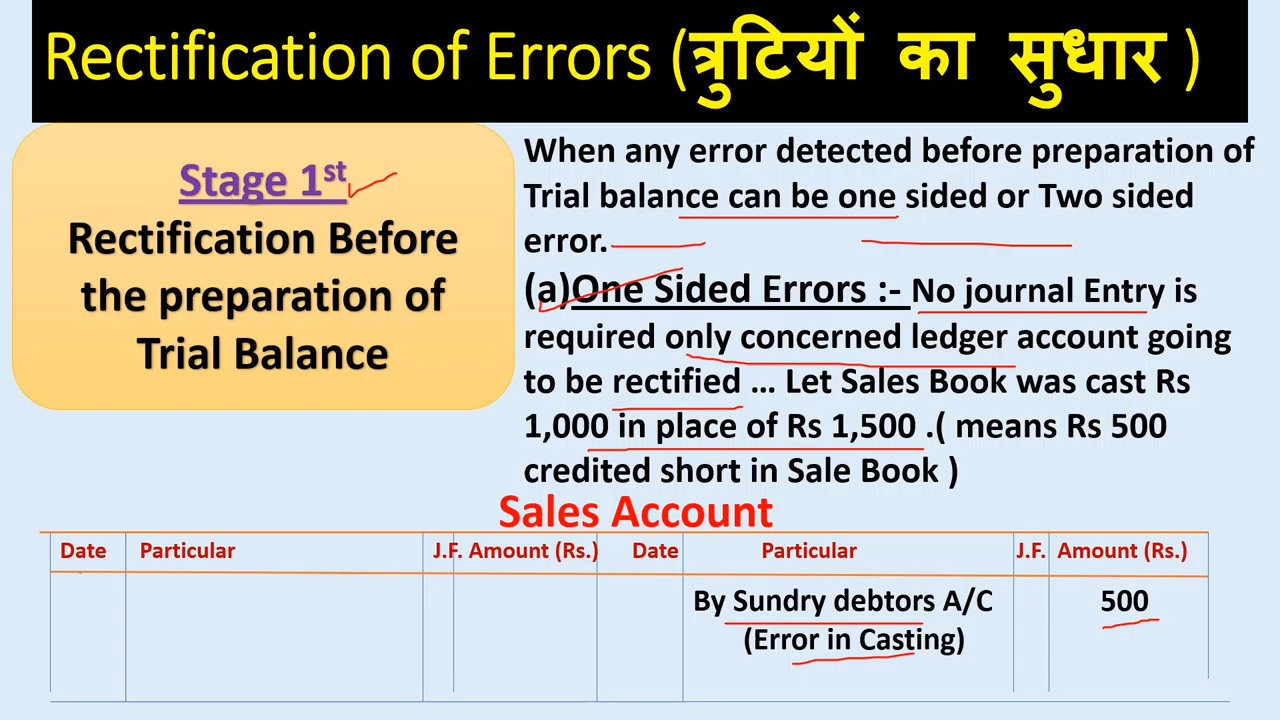 Rectification of Errors (त्रुटियों का सुधार )
Stage 1st
Rectification Before
the preparation of
Trial Balance
When any error detected before preparation of
Trial balance can be one sided or Two sided
error.
(a)One Sided Errors :- No journal Entry is
required only concerned ledger account going
to be rectified … Let Sales Book was cast Rs
1,000 in place of Rs 1,500 .( means Rs 500
credited short in Sale Book )
Sales Account
Date Particular J.F. Amount (Rs.) Date Particular J.F. Amount (Rs.)
By Sundry debtors A/C 500
(Error in Casting)